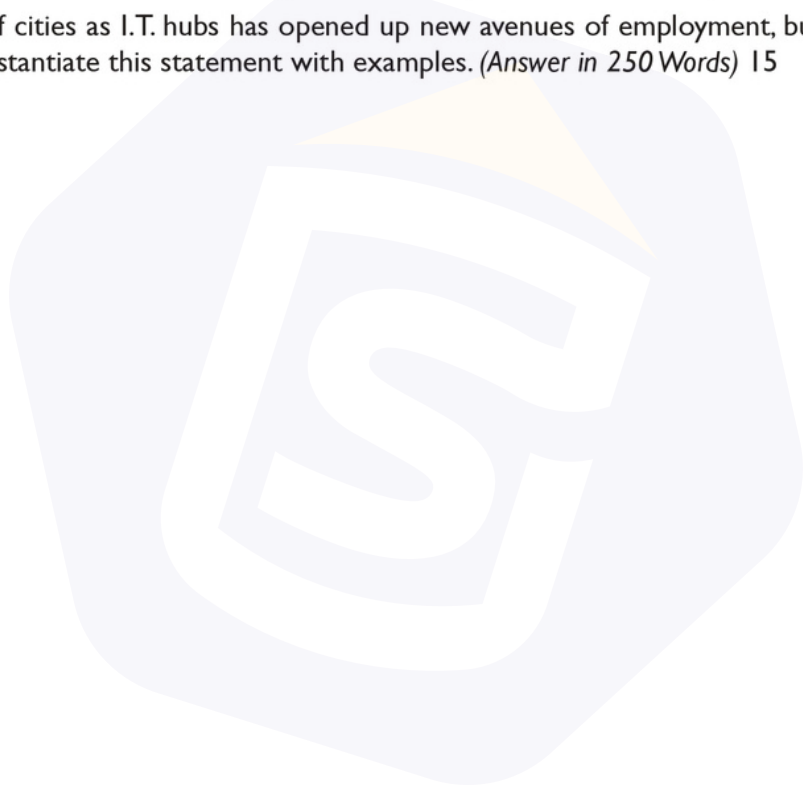 f cities as I.T. hubs has opened up new avenues of employment, bu
stantiate this statement with examples. (Answer in 250 Words) 15